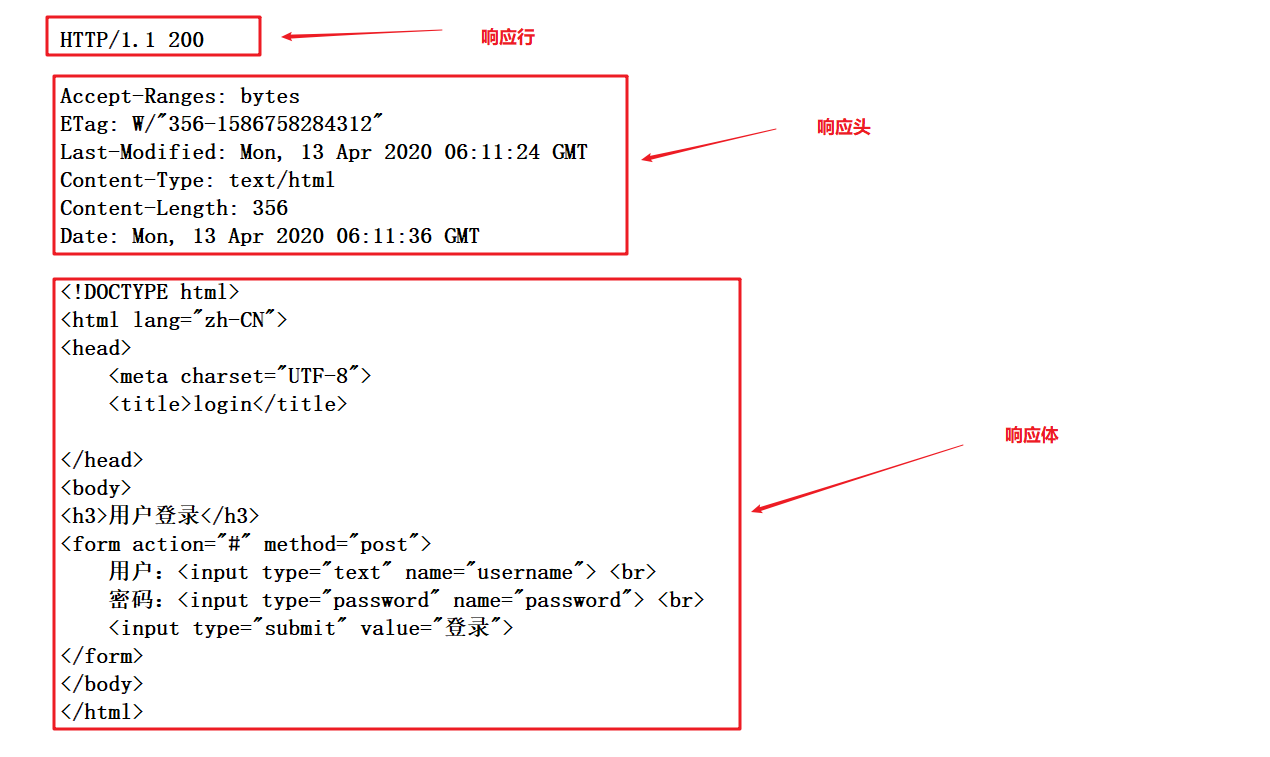 HTTP/1.1 200
响应行
Accept-Ranges: bytes
ETag: W/"356-1586758284312"
Last-Modified: Mon, 13 Apr 2020 06:11:24 GMT
Content-Type: text/html
Content-Length: 356
Date: Mon, 13 Apr 2020 06:11:36 GMT
响应头
<!DOCTYPE html>
<html lang="zh-CN">
<head>
    <meta charset="UTF-8">
    <title>login</title>
</head>
<body>
<h3>用户登录</h3>
<form action="#" method="post">
    用户：<input type="text" name="username"> <br>
    密码：<input type="password" name="password"> <br>
    <input type="submit" value="登录">
</form>
</body>
</html>
响应体